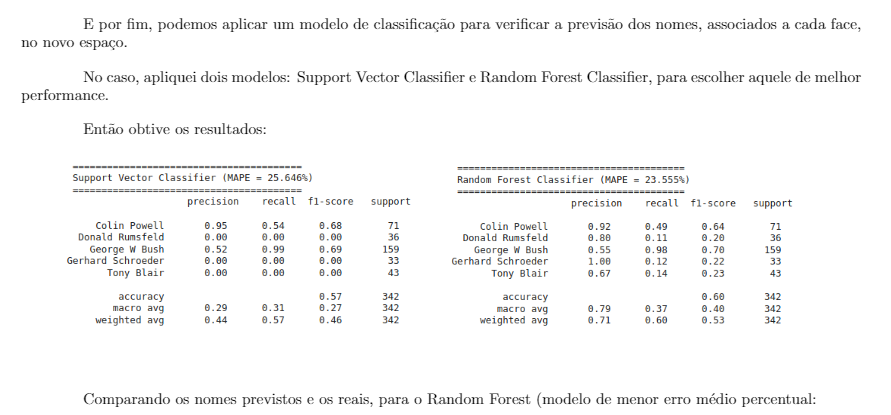 E por fim, podemos aplicar um modelo de classificação para verificar a previsão dos nomes, associados a cada face,
no novo espaço.
No caso, apliquei dois modelos: Support Vector Classifier e Random Forest Classifier, para escolher aquele de melhor
performance.
Então obtive os resultados:
========================================
Support Vector Classifier (MAPE = 25.646%)
========================================
precision recall f1-score support
Colin Powell 0.95 0.54 0.68 71
Donald Rumsfeld 0.00 0.00 0.00 36
George W Bush 0.52 0.99 0.69 159
Gerhard Schroeder 0.00 0.00 0.00 33
Tony Blair 0.00 0.00 0.00 43
accuracy 0.57 342
macro avg 0.29 0.31 0.27 342
weighted avg 0.44 0.57 0.46 342
========================================
Random Forest Classifier (MAPE = 23.555%)
========================================
precision recall f1-score support
Colin Powell 0.92 0.49 0.64 71
Donald Rumsfeld 0.80 0.11 0.20 36
George W Bush 0.55 0.98 0.70 159
Gerhard Schroeder 1.00 0.12 0.22 33
Tony Blair 0.67 0.14 0.23 43
accuracy 0.60 342
macro avg 0.79 0.37 0.40 342
weighted avg 0.71 0.60 0.53 342
Comparando os nomes previstos e os reais, para o Random Forest (modelo de menor erro médio percentual: